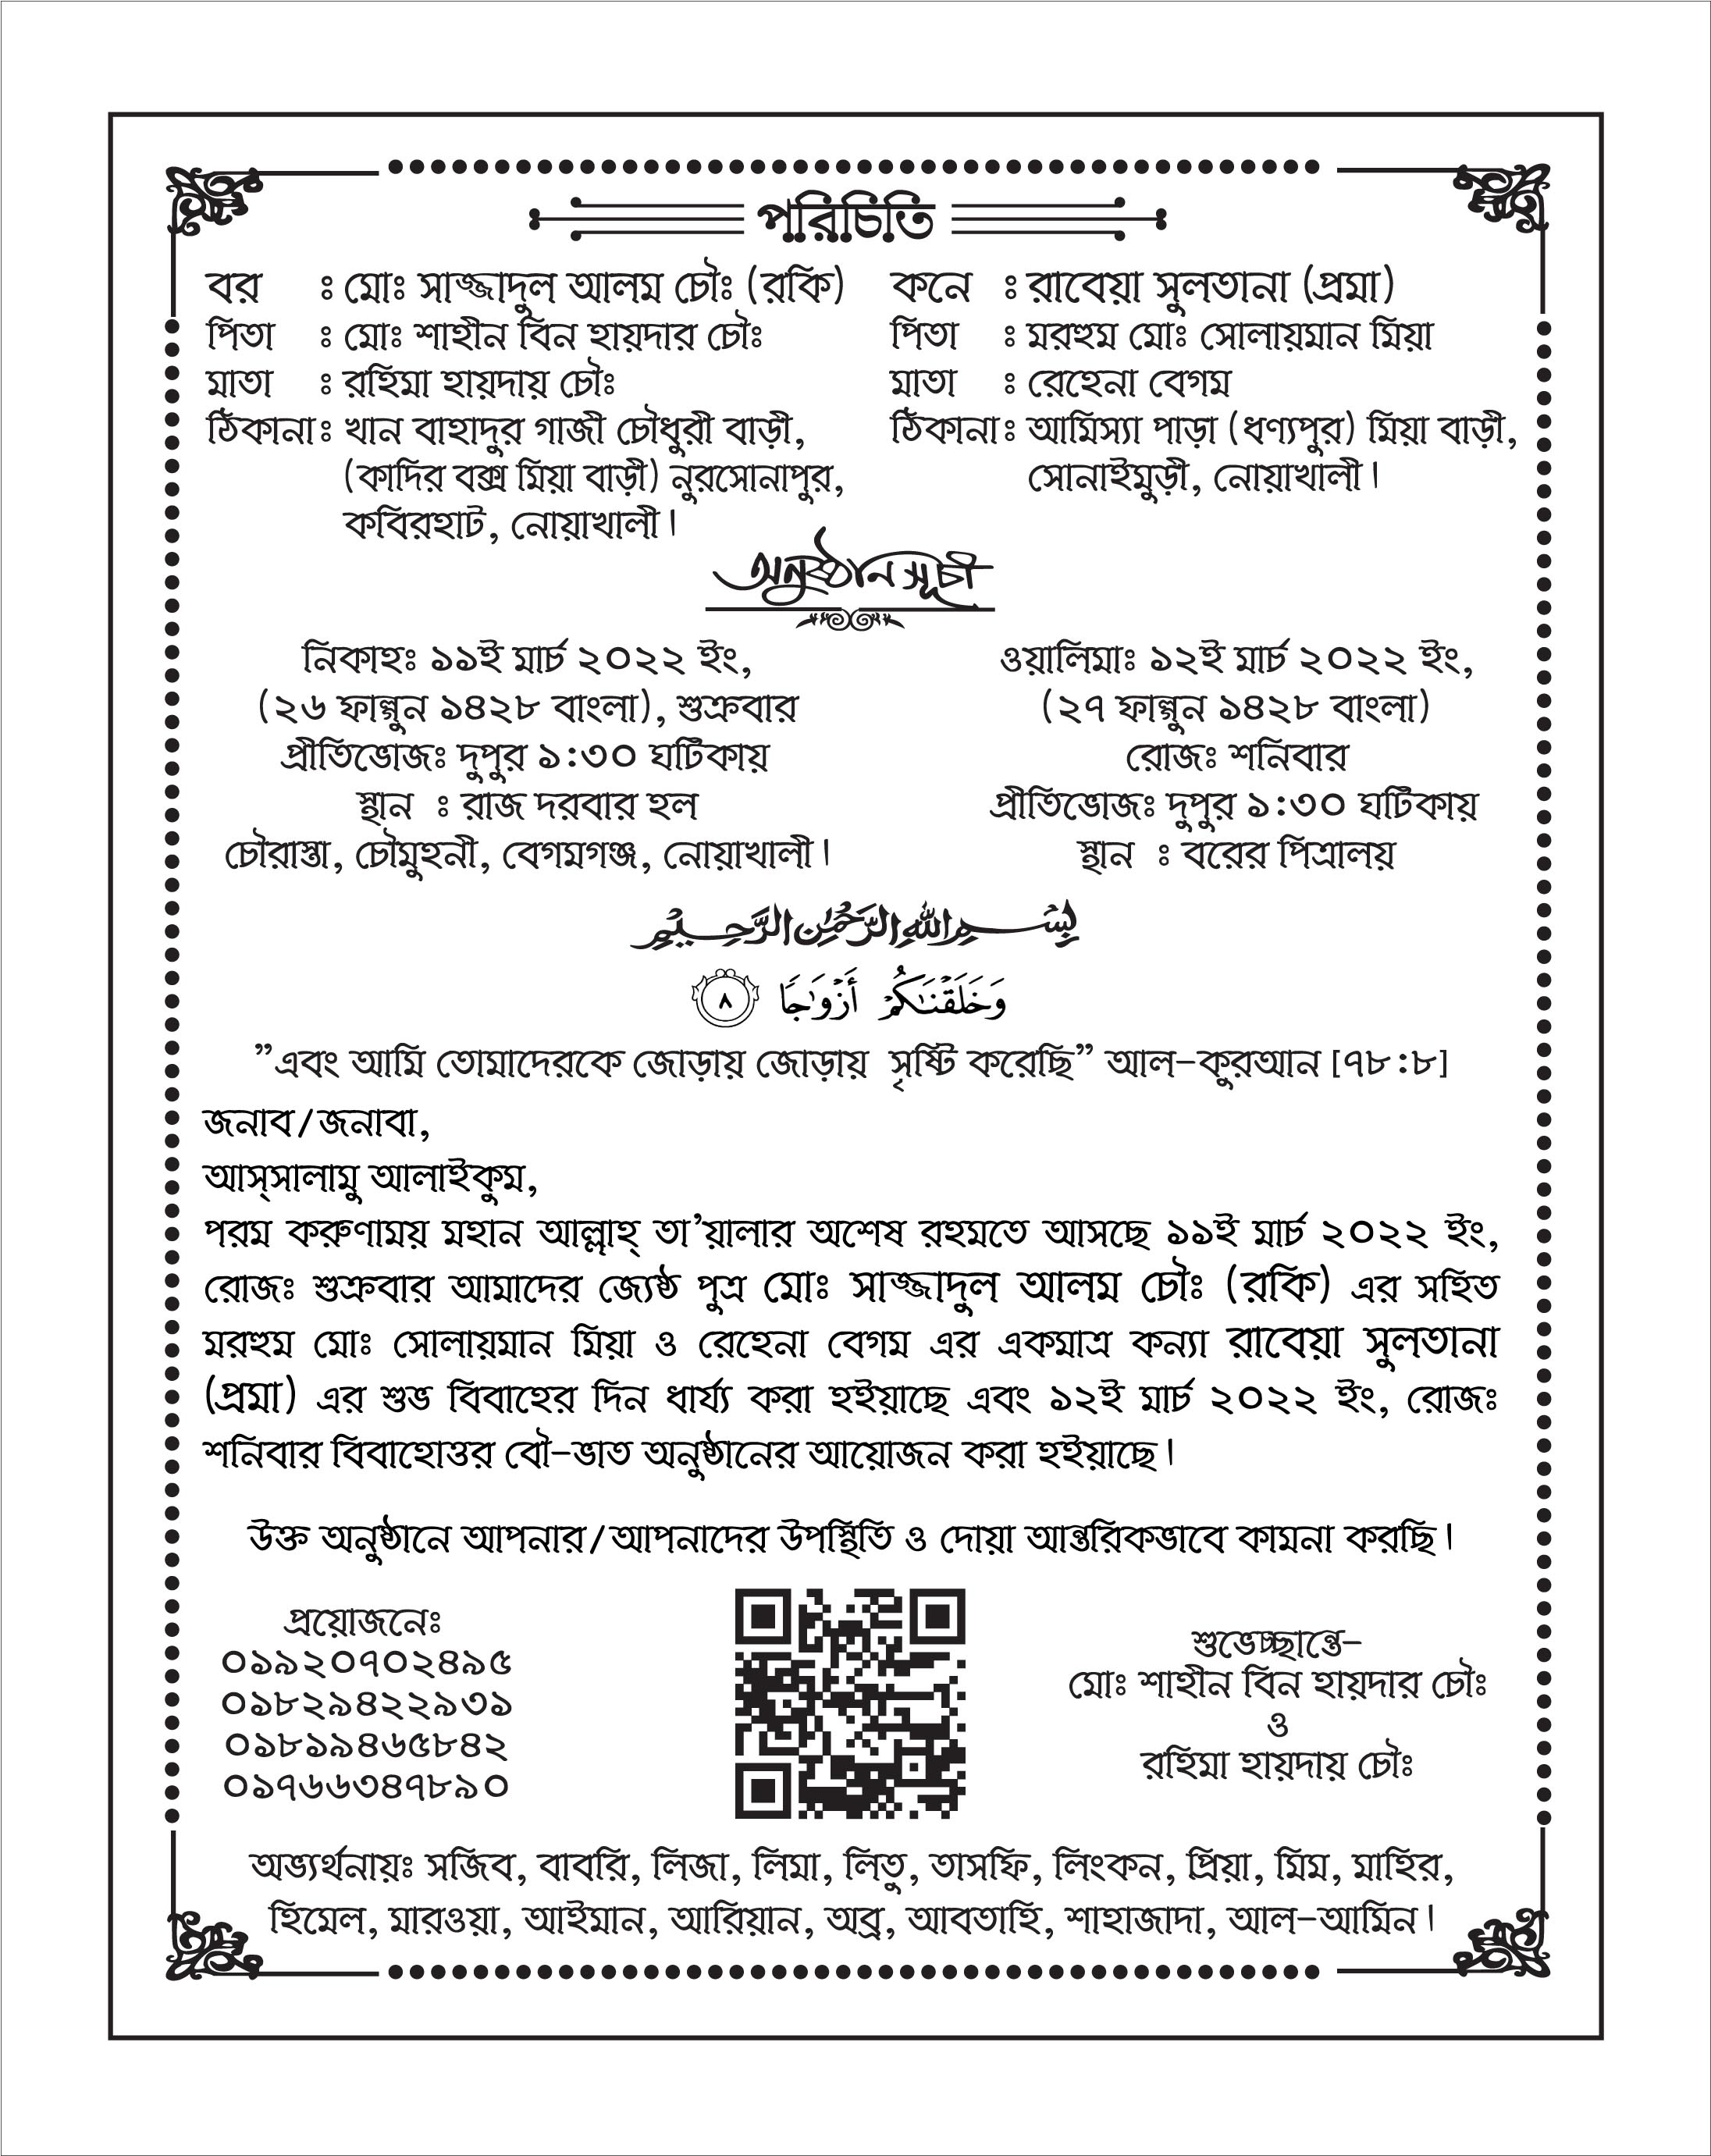 পরিচিতি
বর : মোঃ সাজ্জাদুল আলম চৌঃ (রকি)
পিতা : মোঃ শাহীন বিন হায়দার চৌঃ
মাতা : রহিমা হায়দায় চৌঃ
ঠিকানা : খান বাহাদুর গাজী চৌধুরী বাড়ী,
(কাদির বক্স মিয়া বাড়ী) নুরসোনাপুর,
কবিরহাট, নোয়াখালী।
কনে : রাবেয়া সুলতানা (প্রমা)
পিতা : মরহুম মোঃ সোলায়মান মিয়া
মাতা : রেহেনা বেগম
ঠিকানা : আমিস্যা পাড়া (ধণ্যপুর) মিয়া বাড়ী,
সোনাইমুড়ী, নোয়াখালী।
অনুষ্ঠান সূচী
নিকাহঃ ১১ই মার্চ ২০২২ ইং,
(২৬ ফাল্গুন ১৪২৮ বাংলা), শুক্রবার
প্রীতিভোজঃ দুপুর ১:৩০ ঘটিকায়
স্থান : রাজ দরবার হল
চৌরাস্তা, চৌমুহনী, বেগমগঞ্জ, নোয়াখালী।
ওয়ালিমাঃ ১২ই মার্চ ২০২২ ইং,
(২৭ ফাল্গুন ১৪২৮ বাংলা)
রোজঃ শনিবার
প্রীতিভোজঃ দুপুর ১:৩০ ঘটিকায়
স্থান : বরের পিত্রালয়
بِسْمِ اللهِ الرَّحْمٰنِ الرَّحِيْمِ
وَخَلَقْنَٰكُمْ أَزْوَٰجًا ٨
”এবং আমি তোমাদেরকে জোড়ায় জোড়ায় সৃষ্টি করেছি” আল-কুরআন [৭৮:৮]
জনাব/জনাবা,
আস্সালামু আলাইকুম,
পরম করুণাময় মহান আল্লাহ্ তা’য়ালার অশেষ রহমতে আসছে ১১ই মার্চ ২০২২ ইং,
রোজঃ শুক্রবার আমাদের জ্যেষ্ঠ পুত্র মোঃ সাজ্জাদুল আলম চৌঃ (রকি) এর সহিত
মরহুম মোঃ সোলায়মান মিয়া ও রেহেনা বেগম এর একমাত্র কন্যা রাবেয়া সুলতানা
(প্রমা) এর শুভ বিবাহের দিন ধার্য্য করা হইয়াছে এবং ১২ই মার্চ ২০২২ ইং, রোজঃ
শনিবার বিবাহোত্তর বৌ-ভাত অনুষ্ঠানের আয়োজন করা হইয়াছে।
উক্ত অনুষ্ঠানে আপনার/আপনাদের উপস্থিতি ও দোয়া আন্তরিকভাবে কামনা করছি।
প্রয়োজনেঃ
০১৯২০৭০২৪৯৫
০১৮২৯৪২২৯৩১
০১৮১৯৪৬৫৮৪২
০১৭৬৬৩৪৭৮৯০
শুভেচ্ছান্তে-
মোঃ শাহীন বিন হায়দার চৌঃ
ও
রহিমা হায়দায় চৌঃ
অভ্যর্থনায়ঃ সজিব, বাবরি, লিজা, লিমা, লিতু, তাসফি, লিংকন, প্রিয়া, মিম, মাহির,
হিমেল, মারওয়া, আইমান, আরিয়ান, অব্র, আবতাহি, শাহাজাদা, আল-আমিন।